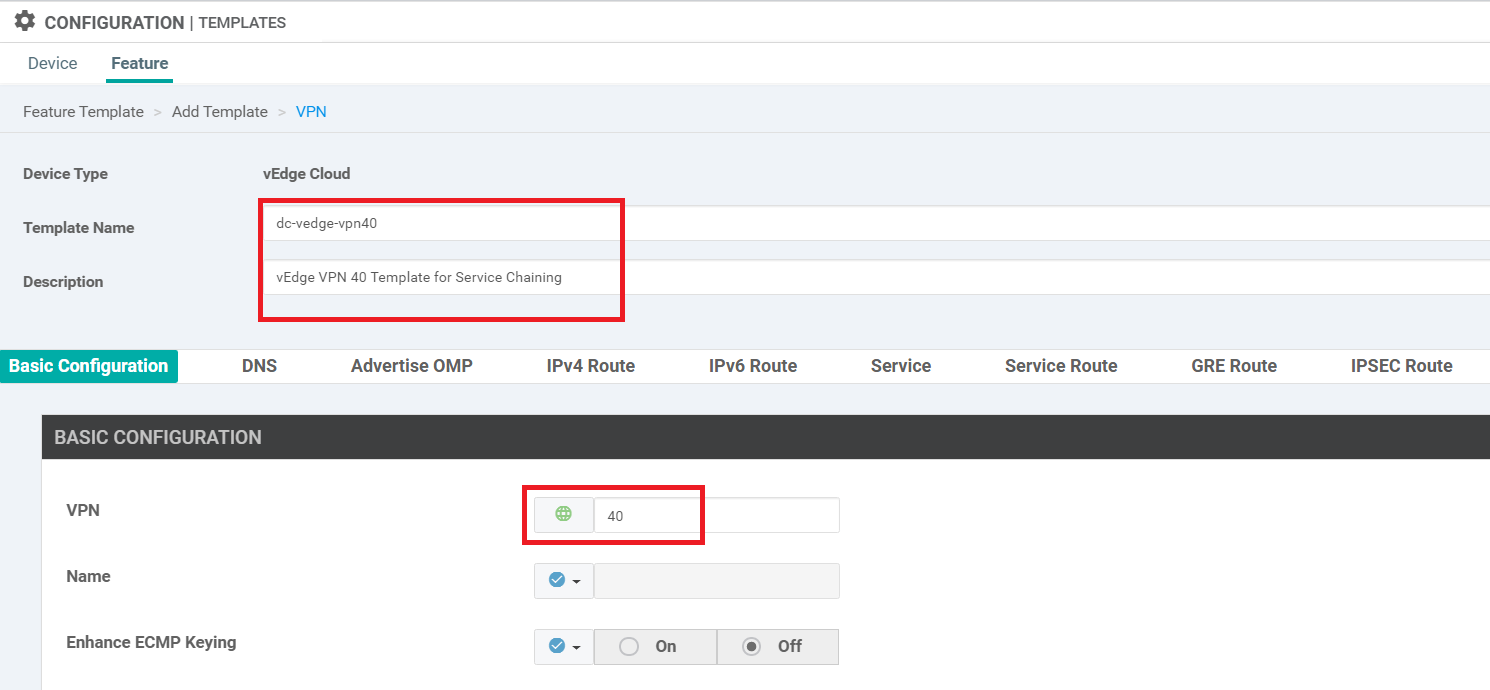 CONFIGURATION | TEMPLATES
Device Feature
Feature Template > Add Template > VPN
Device Type vEdge Cloud
Template Name dc-vedge-vpn40
Description vEdge VPN 40 Template for Service Chaining
Basic Configuration DNS Advertise OMP IPv4 Route IPv6 Route Service Service Route GRE Route IPSEC Route
BASIC CONFIGURATION
VPN 40
Name
Enhance ECMP Keying On Off